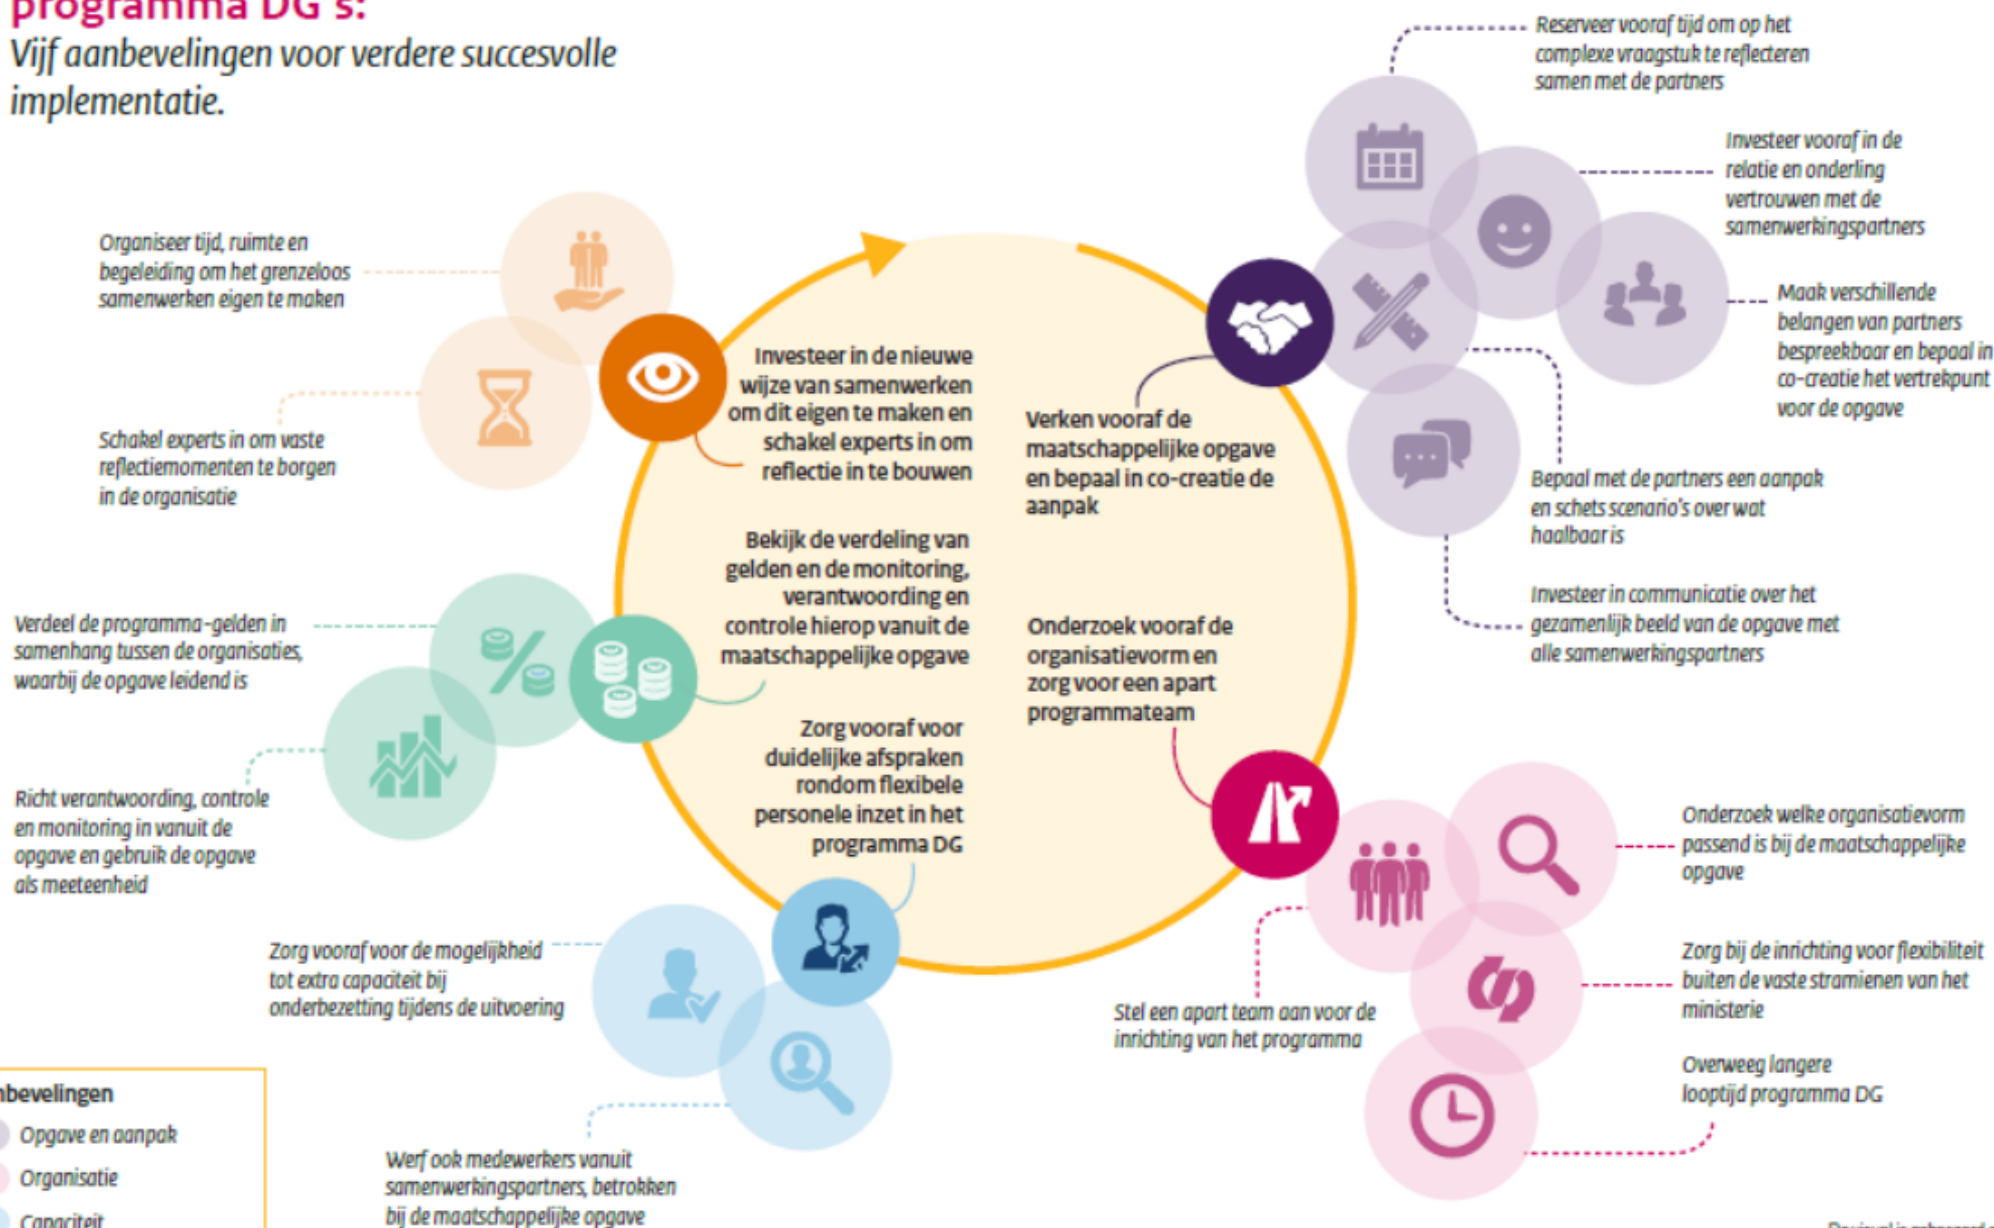 programma DG's:
Vijf aanbevelingen voor verdere succesvolle
implementatie.
Reserveer vooraf tijd om op het
complexe vraagstuk te reflecteren
samen met de partners
Investeer vooraf in de
relatie en onderling
vertrouwen met de
samenwerkingspartners
Maak verschillende
belangen van partners
bespreekbaar en bepaal in
co-creatie het vertrekpunt
voor de opgave
Bepaal met de partners een aanpak
en schets scenario's over wat
haalbaar is
Investeer in communicatie over het
gezamenlijk beeld van de opgave met
alle samenwerkingspartners
Verken vooraf de
maatschappelijke opgave
en bepaal in co-creatie de
aanpak
Onderzoek vooraf de
organisatievorm en
zorg voor een apart
programmateam
Onderzoek welke organisatievorm
passend is bij de maatschappelijke
opgave
Zorg bij de inrichting voor flexibiliteit
buiten de vaste stramienen van het
ministerie
Overweeg langere
looptijd programma DG
Stel een apart team aan voor de
inrichting van het programma
Zorg vooraf voor
duidelijke afspraken
rondom flexibele
personele inzet in het
programma DG
Zorg vooraf voor de mogelijkheid
tot extra capaciteit bij
onderbezetting tijdens de uitvoering
Werf ook medewerkers vanuit
samenwerkingspartners, betrokken
bij de maatschappelijke opgave
Bekijk de verdeling van
gelden en de monitoring,
verantwoording en
controle hierop vanuit de
maatschappelijke opgave
Verdeel de programma-gelden in
samenhang tussen de organisaties,
waarbij de opgave leidend is
Richt verantwoording, controle
en monitoring in vanuit de
opgave en gebruik de opgave
als meeteenheid
Investeer in de nieuwe
wijze van samenwerken
om dit eigen te maken en
schakel experts in om
reflectie in te bouwen
Organiseer tijd, ruimte en
begeleiding om het grenzeloos
samenwerken eigen te maken
Schakel experts in om vaste
reflectiemomenten te borgen
in de organisatie
nbevelingen
Opgave en aanpak
Organisatie
Capaciteit